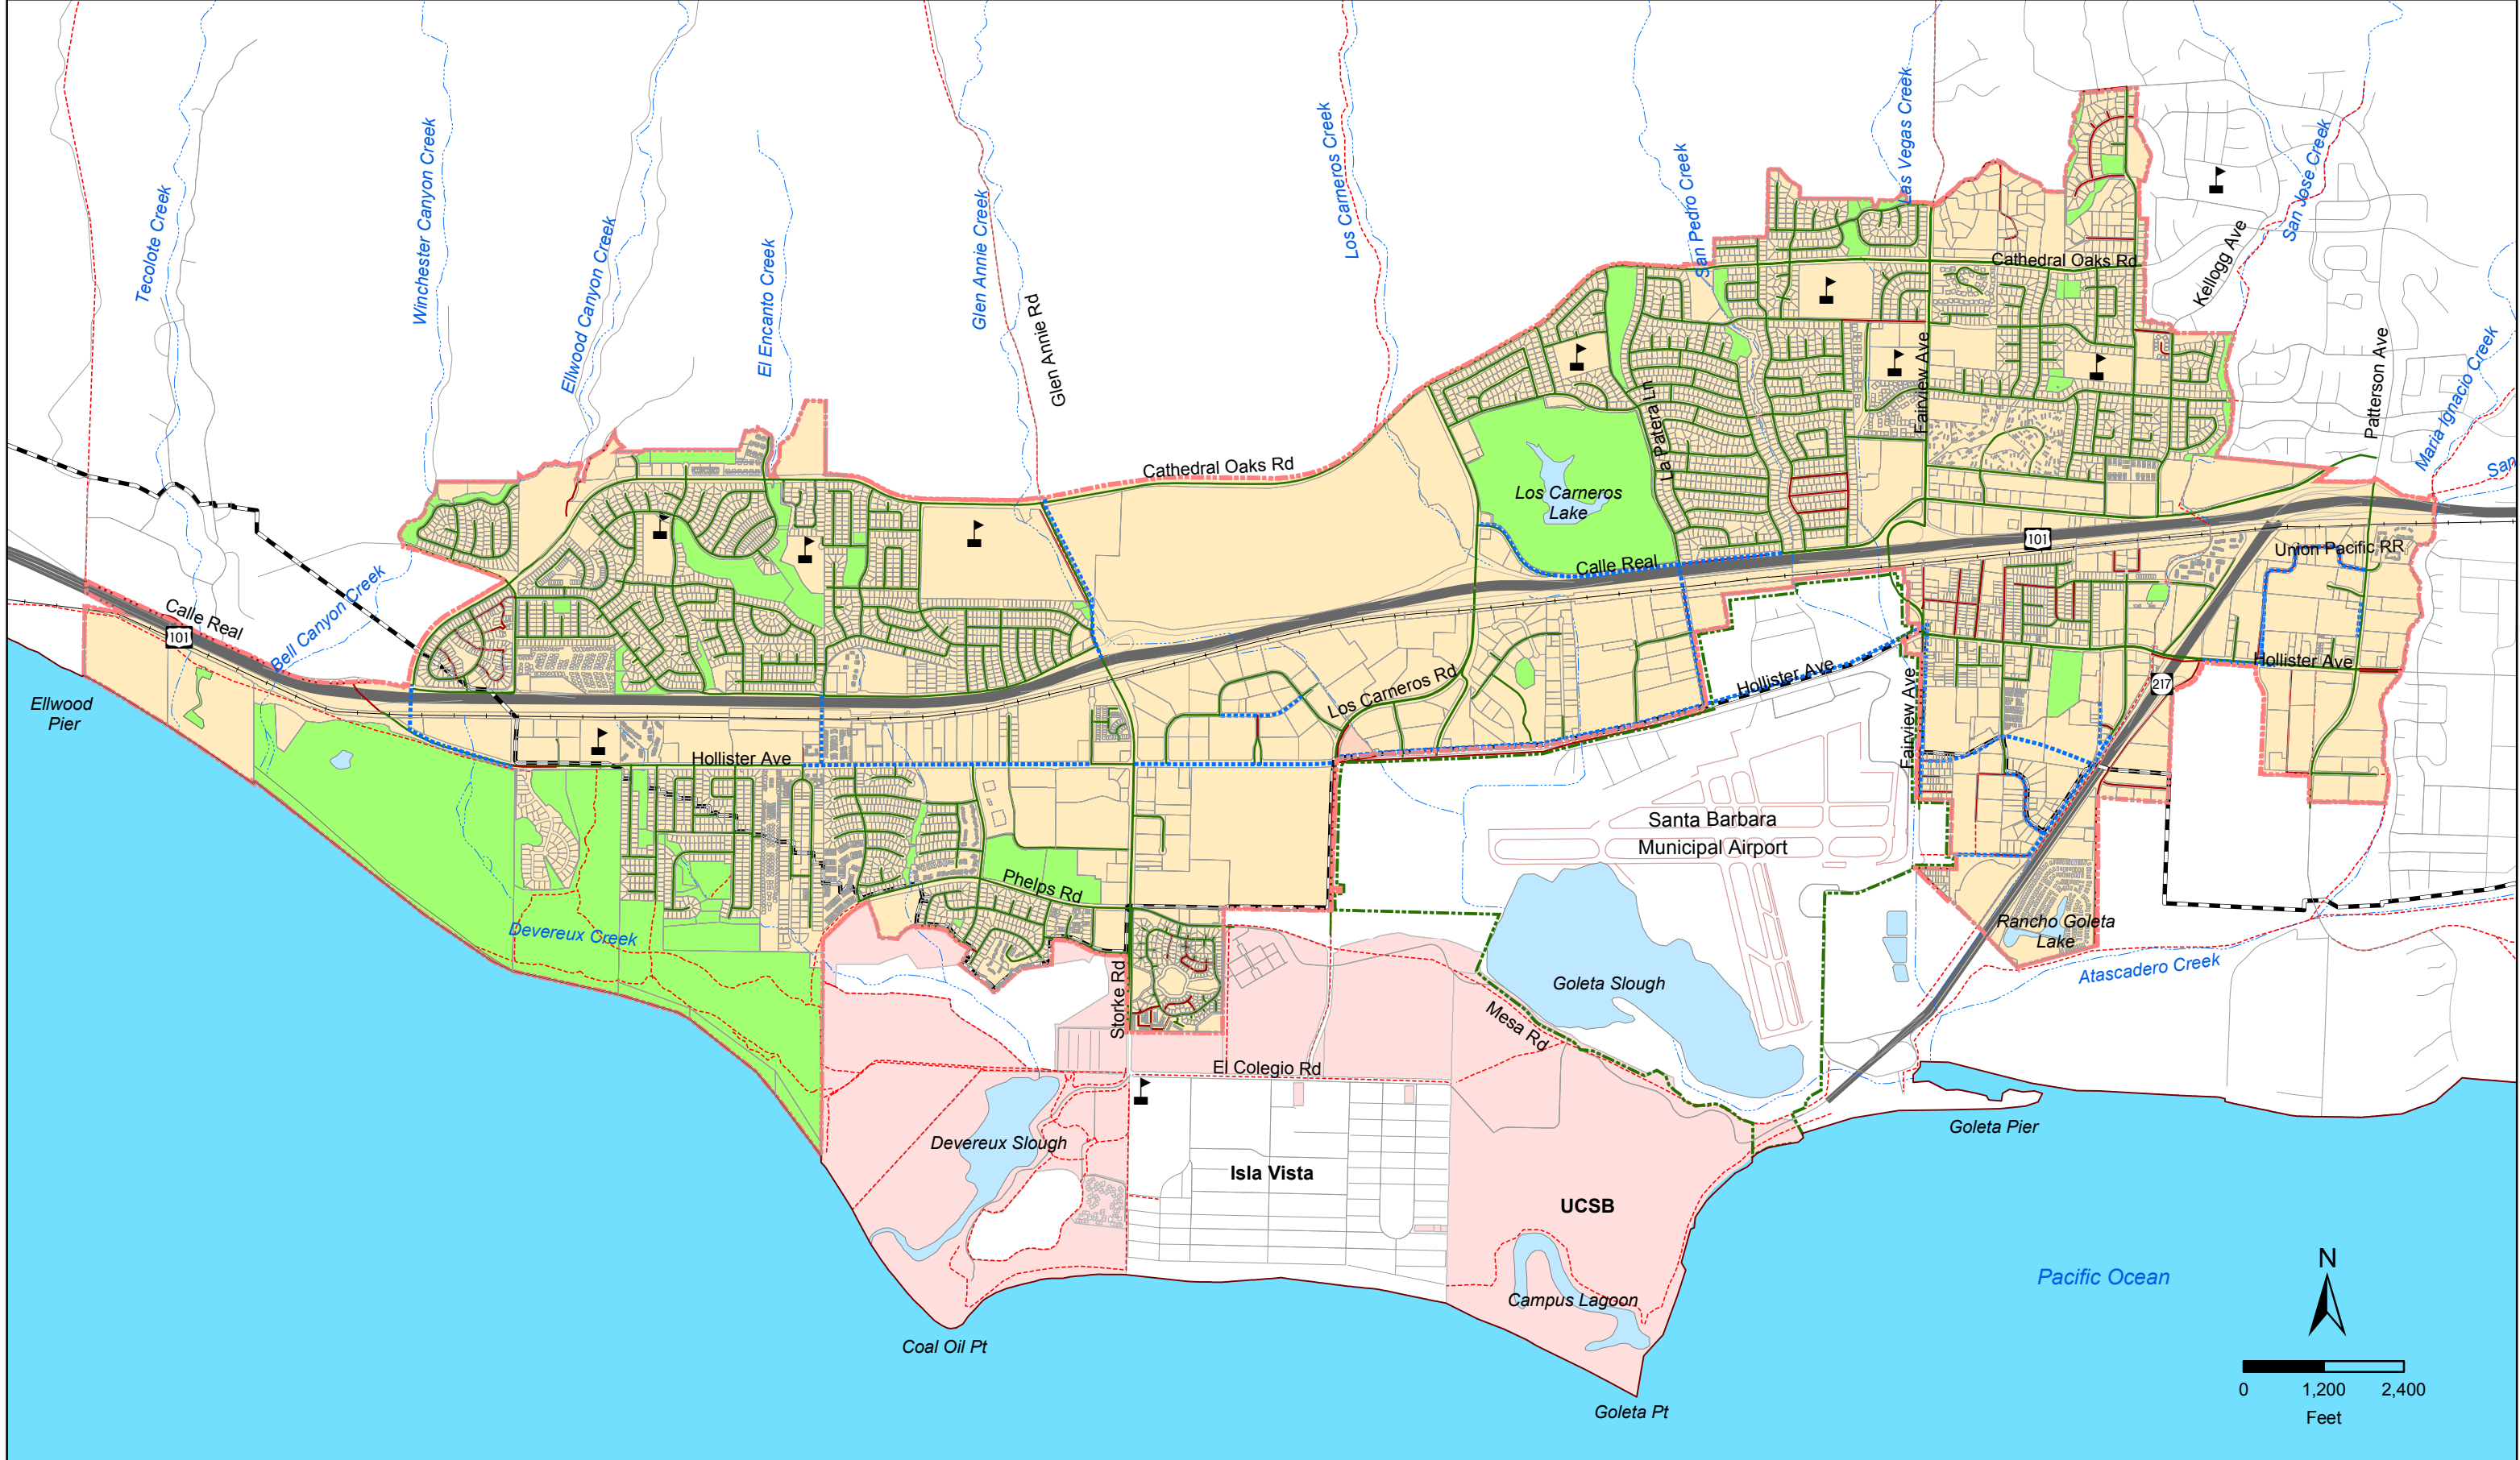 Tecolote Creek
Winchester Canyon Creek
Ellwood Canyon Creek
El Encanto Creek
Glen Annie Creek
Glen Annie Rd
Los Carneros Creek
San Pedro Creek
Las Vegas Creek
San Jose Creek
Kellogg Ave
Cathedral Oaks Rd
Patterson Ave
Maria Ignacio Creek
San
Fairview Ave
La Patera Ln
Cathedral Oaks Rd
Los Carneros
Lake
Calle Real
101
Union Pacific RR
Calle Real
101
Bell Canyon Creek
Ellwood
Pier
Hollister Ave
Los Carneros Rd
Hollister Ave
Fairview Ave
Hollister Ave
217
Santa Barbara
Municipal Airport
Phelps Rd
Devereux Creek
Storke Rd
Goleta Slough
Mesa Rd
Rancho Goleta
Lake
Atascadero Creek
El Colegio Rd
Devereux Slough
Isla Vista
UCSB
Goleta Pier
Campus Lagoon
Coal Oil Pt
Goleta Pt
Pacific Ocean
N
0 1,200 2,400
Feet